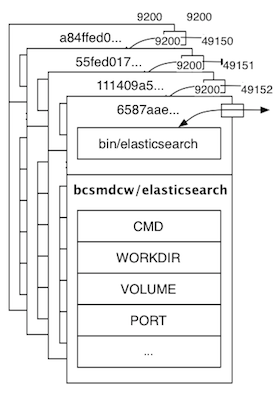 9200 9200
a84ffed0... 9200 49150
55fed017... 9200 49151
111409a5... 9200 49152
6587aae...
bin/elasticsearch
bcsmdcw/elasticsearch
CMD
WORKDIR
VOLUME
PORT
...